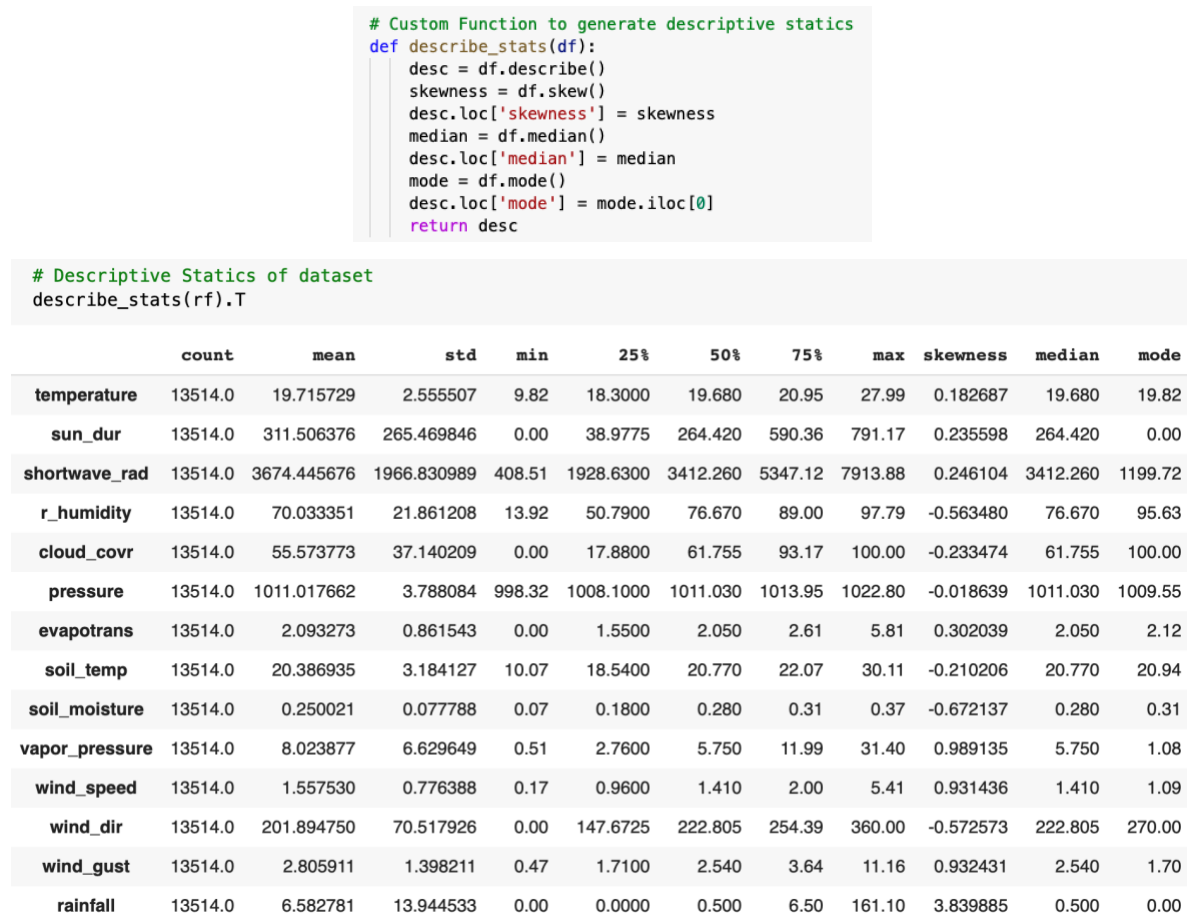 # Custom Function to generate descriptive statics
def describe_stats(df):
desc = df.describe()
skewness = df.skew()
desc.loc['skewness'] = skewness
median = df.median()
desc.loc['median'] = median
mode = df.mode()
desc.loc['mode'] = mode.iloc[0]
return desc
# Descriptive Statics of dataset
describe_stats(rf).T
count mean std min 25% 50% 75% max skewness median mode
temperature 13514.0 19.715729 2.555507 9.82 18.3000 19.680 20.95 27.99 0.182687 19.680 19.82
sun_dur 13514.0 311.506376 265.469846 0.00 38.9775 264.420 590.36 791.17 0.235598 264.420 0.00
shortwave_rad 13514.0 3674.445676 1966.830989 408.51 1928.6300 3412.260 5347.12 7913.88 0.246104 3412.260 1199.72
r_humidity 13514.0 70.033351 21.861208 13.92 50.7900 76.670 89.00 97.79 -0.563480 76.670 95.63
cloud_covr 13514.0 55.573773 37.140209 0.00 17.8800 61.755 93.17 100.00 -0.233474 61.755 100.00
pressure 13514.0 1011.017662 3.788084 998.32 1008.1000 1011.030 1013.95 1022.80 -0.018639 1011.030 1009.55
evapotrans 13514.0 2.093273 0.861543 0.00 1.5500 2.050 2.61 5.81 0.302039 2.050 2.12
soil_temp 13514.0 20.386935 3.184127 10.07 18.5400 20.770 22.07 30.11 -0.210206 20.770 20.94
soil_moisture 13514.0 0.250021 0.077788 0.07 0.1800 0.280 0.31 0.37 -0.672137 0.280 0.31
vapor_pressure 13514.0 8.023877 6.629649 0.51 2.7600 5.750 11.99 31.40 0.989135 5.750 1.08
wind_speed 13514.0 1.557530 0.776388 0.17 0.9600 1.410 2.00 5.41 0.931436 1.410 1.09
wind_dir 13514.0 201.894750 70.517926 0.00 147.6725 222.805 254.39 360.00 -0.572573 222.805 270.00
wind_gust 13514.0 2.805911 1.398211 0.47 1.7100 2.540 3.64 11.16 0.932431 2.540 1.70
rainfall 13514.0 6.582781 13.944533 0.00 0.0000 0.500 6.50 161.10 3.839885 0.500 0.00